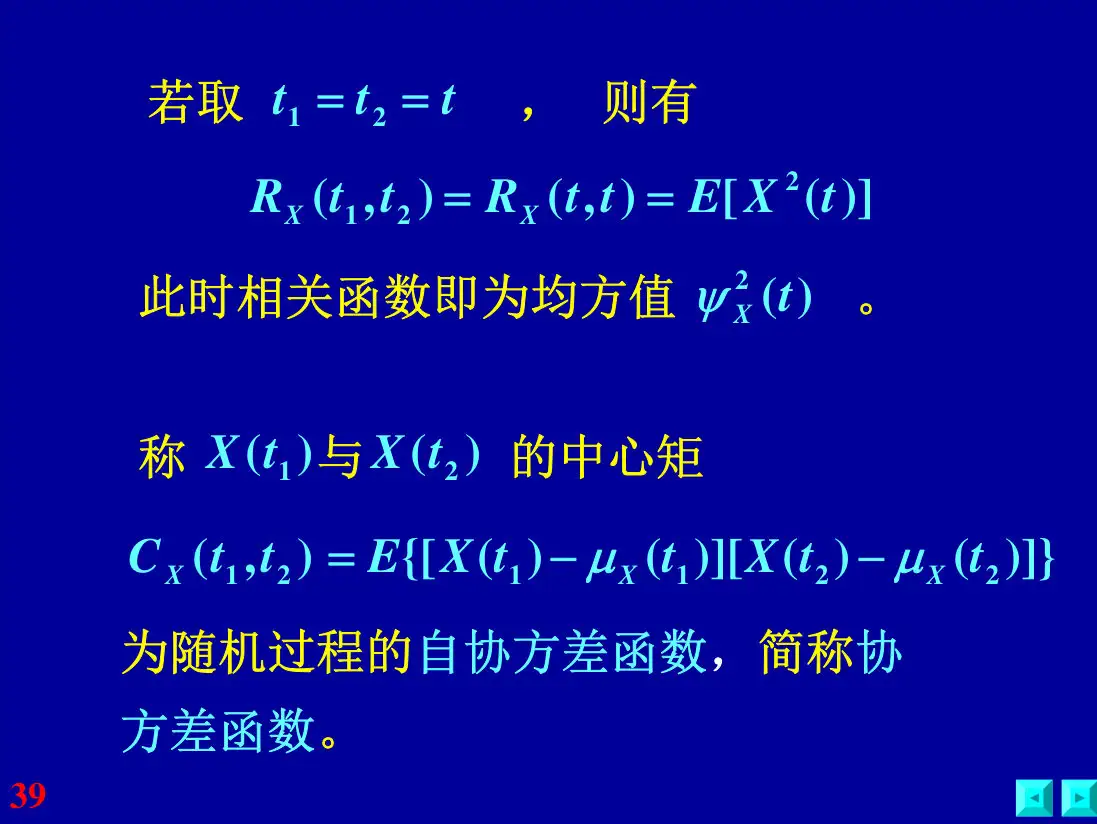 若取 t₁ = t₂ = t ， 则有
R_X(t₁,t₂) = R_X(t,t) = E[X²(t)]
此时相关函数即为均方值 ψ_X²(t) 。
称 X(t₁)与X(t₂) 的中心矩
C_X(t₁,t₂) = E{[X(t₁) − μ_X(t₁)][X(t₂) − μ_X(t₂)]}
为随机过程的自协方差函数，简称协
方差函数。
39